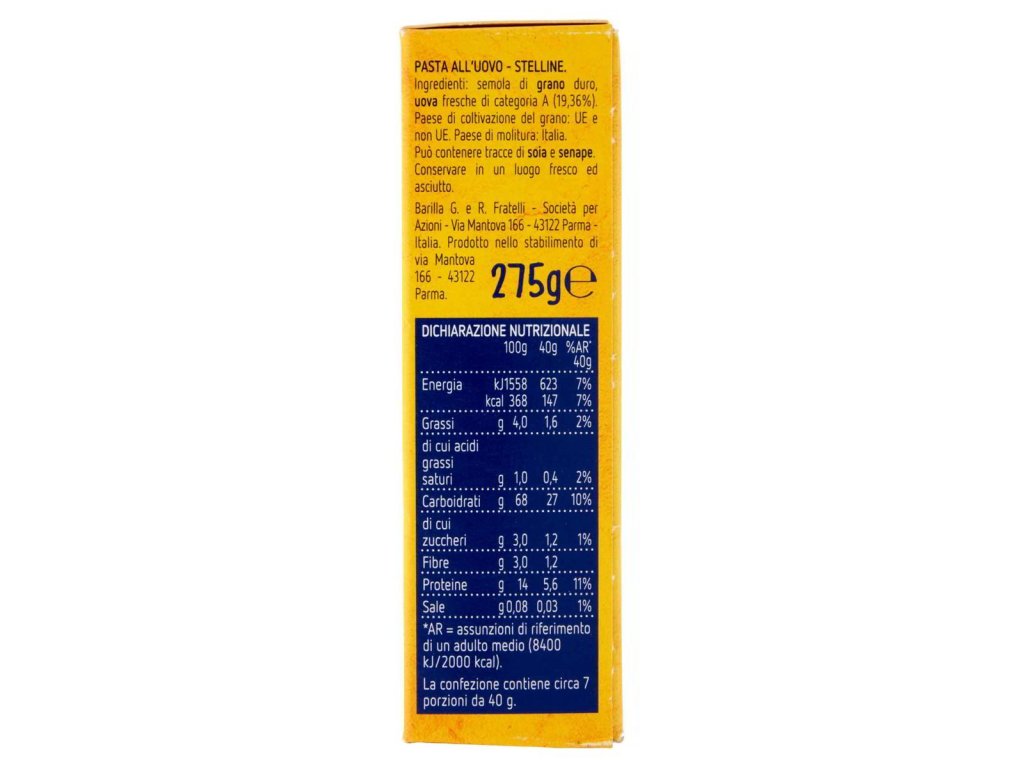 PASTA ALL'UOVO - STELLINE.
Ingredienti: semola di grano duro,
uova fresche di categoria A (19,36%).
Paese di coltivazione del grano: UE e
non UE. Paese di molitura: Italia.
Può contenere tracce di soia e senape.
Conservare in un luogo fresco ed
asciutto.
Barilla G. e R. Fratelli - Società per
Azioni - Via Mantova 166 - 43122 Parma -
Italia. Prodotto nello stabilimento di
via Mantova
166 - 43122
Parma.
275g℮
DICHIARAZIONE NUTRIZIONALE
100g 40g %AR*
40g
Energia kJ1558 623 7%
kcal 368 147 7%
Grassi g 4,0 1,6 2%
di cui acidi
grassi
saturi g 1,0 0,4 2%
Carboidrati g 68 27 10%
di cui
zuccheri g 3,0 1,2 1%
Fibre g 3,0 1,2
Proteine g 14 5,6 11%
Sale g0,08 0,03 1%
*AR = assunzioni di riferimento
di un adulto medio (8400
kJ/2000 kcal).
La confezione contiene circa 7
porzioni da 40 g.